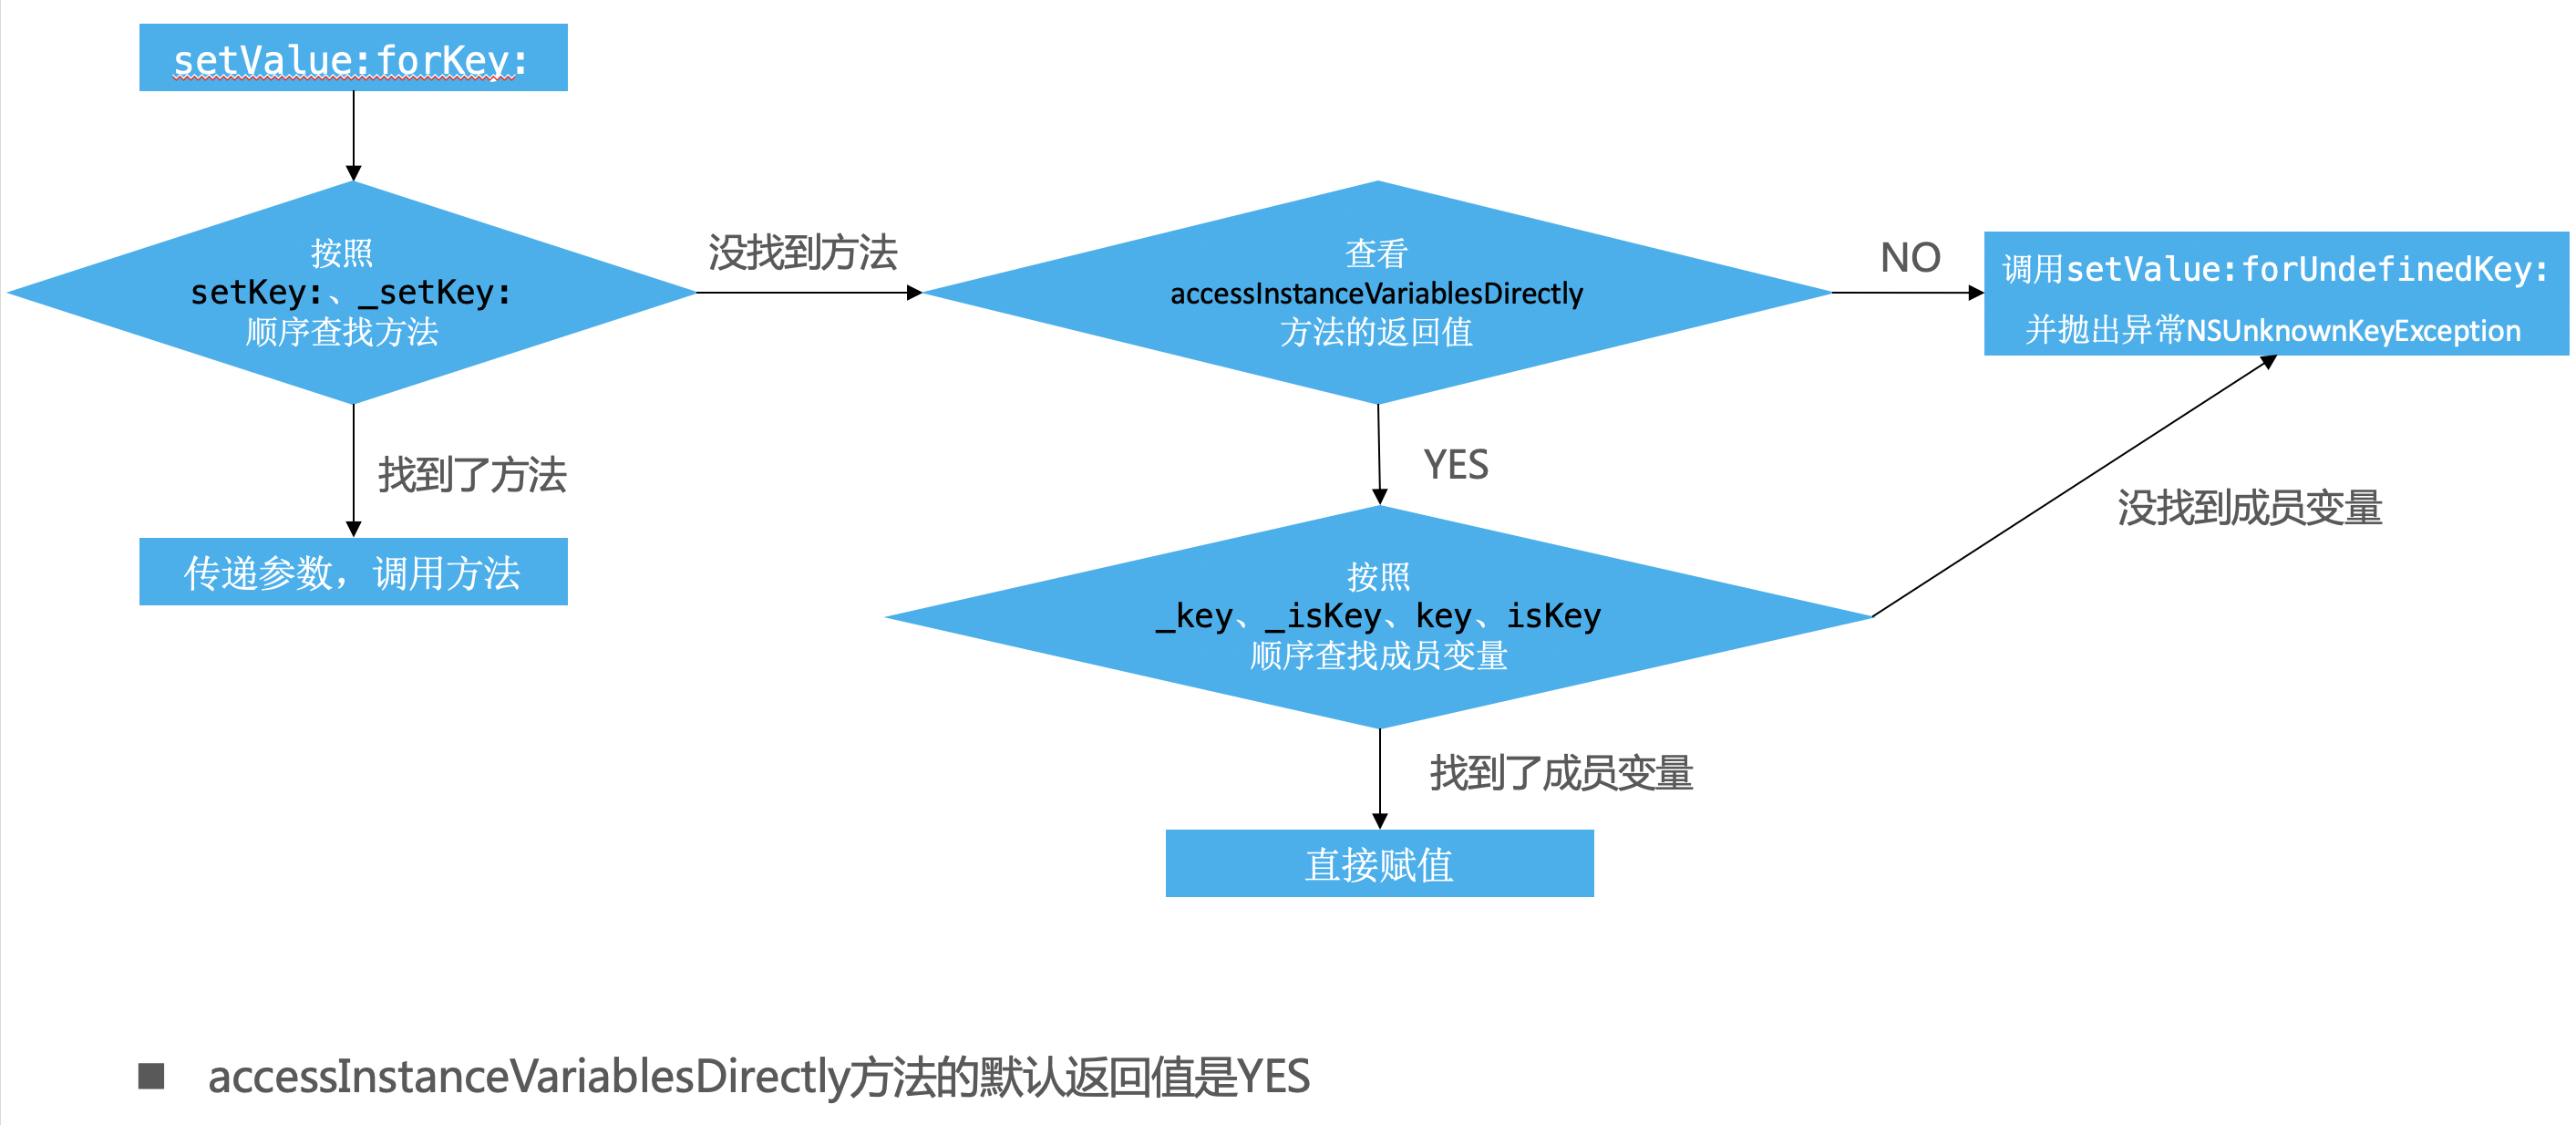 setValue:forKey:
按照
setKey:、_setKey:
顺序查找方法
没找到方法
查看
accessInstanceVariablesDirectly
方法的返回值
NO
调用setValue:forUndefinedKey:
并抛出异常NSUnknownKeyException
找到了方法
传递参数，调用方法
YES
没找到成员变量
按照
_key、_isKey、key、isKey
顺序查找成员变量
找到了成员变量
直接赋值
■ accessInstanceVariablesDirectly方法的默认返回值是YES